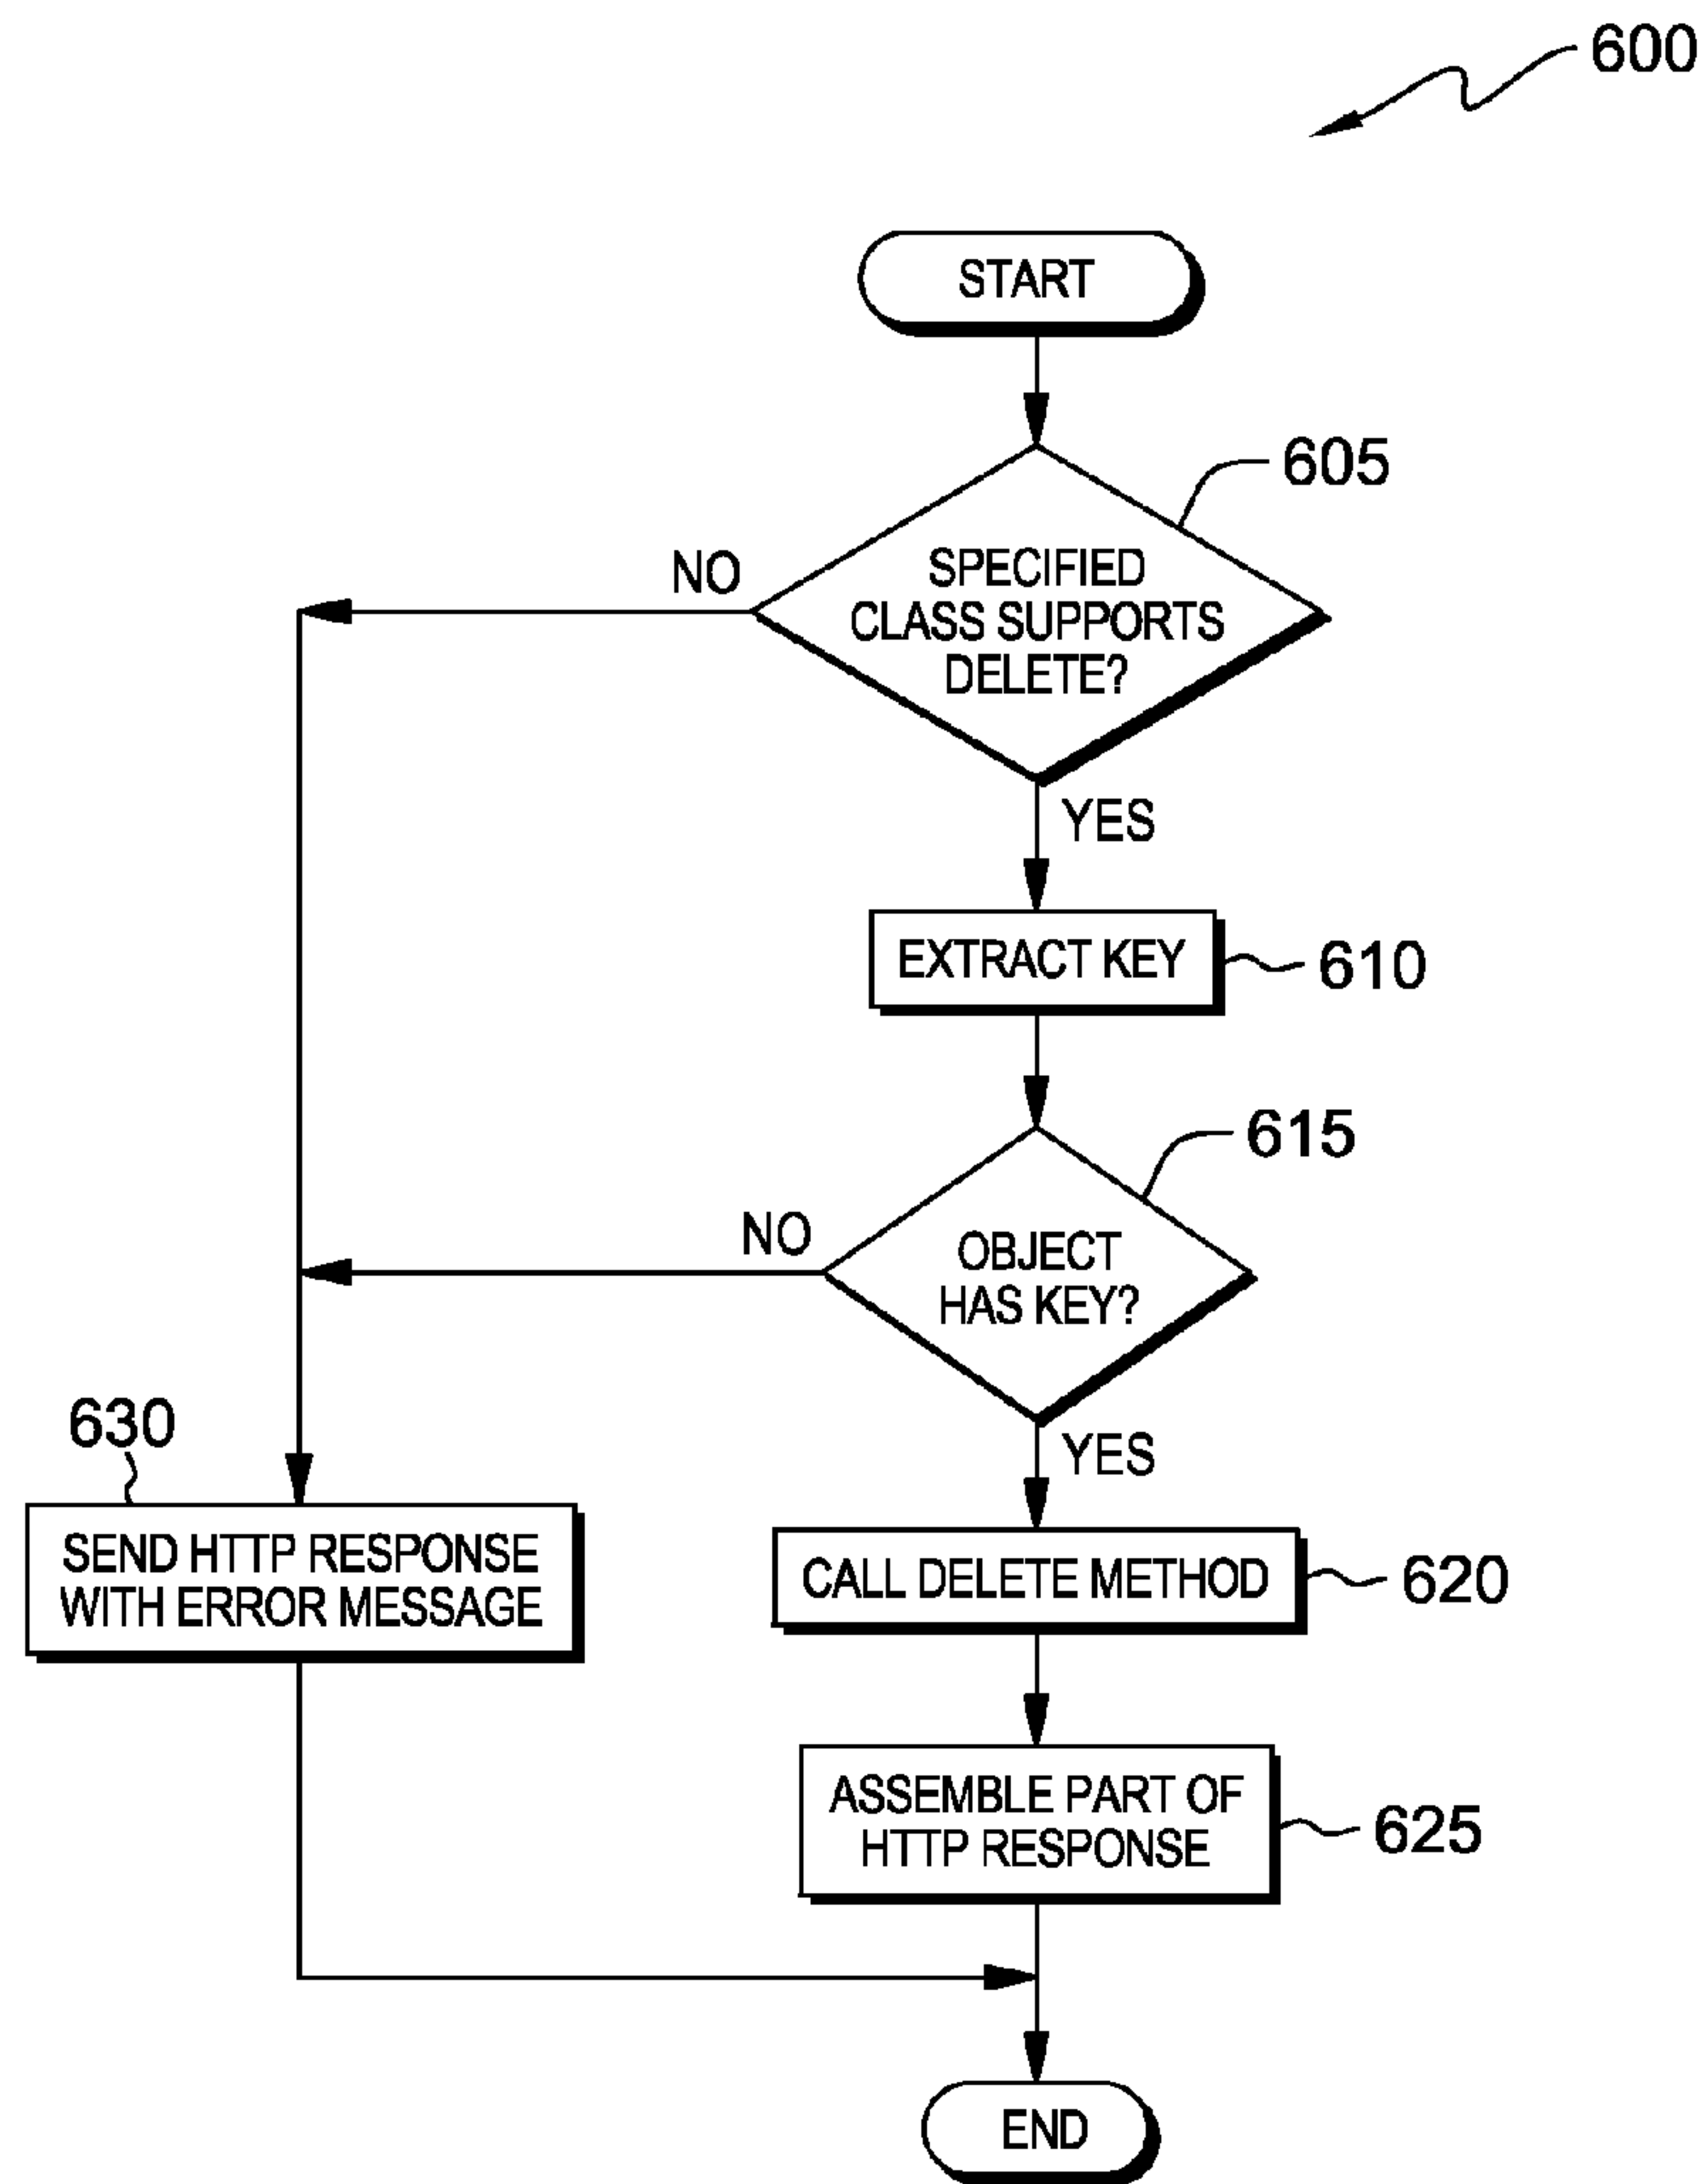 600
START
605
NO
SPECIFIED
CLASS SUPPORTS
DELETE?
YES
EXTRACT KEY
610
615
NO
OBJECT
HAS KEY?
YES
630
SEND HTTP RESPONSE
WITH ERROR MESSAGE
CALL DELETE METHOD
620
ASSEMBLE PART OF
HTTP RESPONSE
625
END